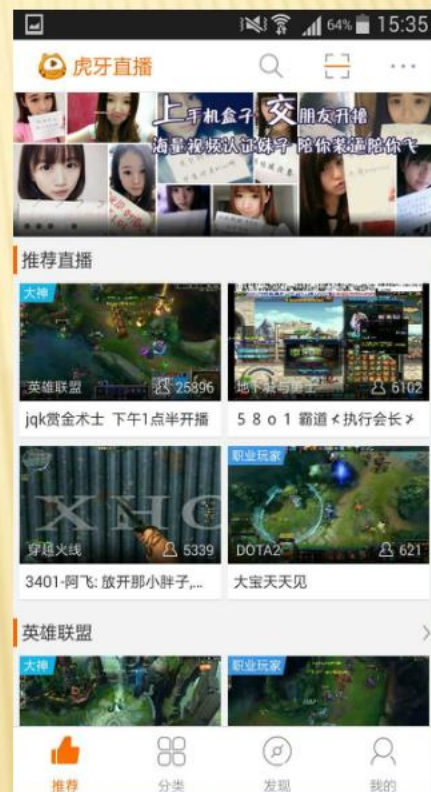 64% 15:35
虎牙直播
上手机盒子 交朋友开撸
海量视频认证妹子 陪你装逼陪你飞
推荐直播
大神
英雄联盟 25896
地下城与勇士 6102
jqk赏金术士 下午1点半开播
5 8 o 1 霸道≮执行会长≯
职业玩家
穿越火线 5339
DOTA2 621
3401-阿飞: 放开那小胖子,...
大宝天天见
英雄联盟
大神
职业玩家
推荐
分类
发现
我的